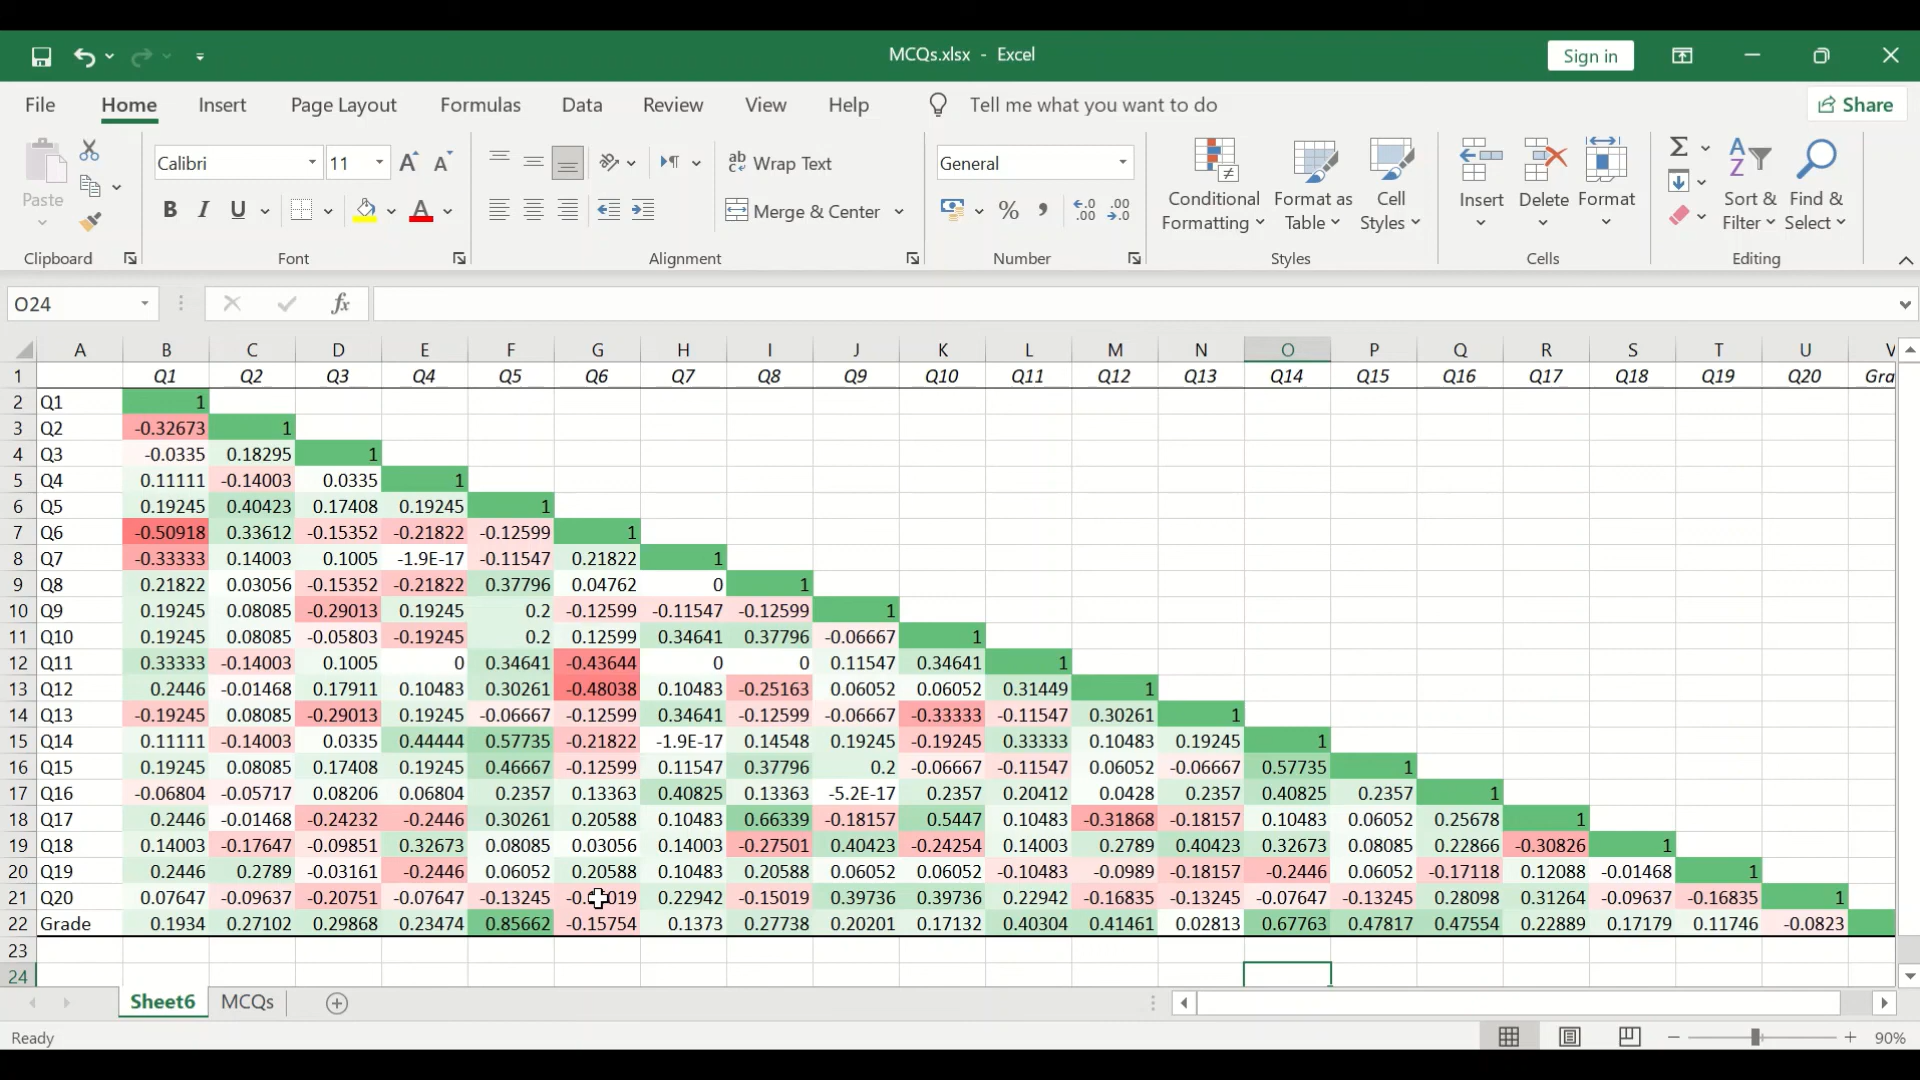 MCQs.xlsx - Excel
Sign in
File Home Insert Page Layout Formulas Data Review View Help Tell me what you want to do Share
Paste
Clipboard
Calibri 11
B I U
Font
ab Wrap Text
Merge & Center
Alignment
General
%
Number
Conditional Formatting
Format as Table
Cell Styles
Styles
Insert Delete Format
Cells
Sort & Filter
Find & Select
Editing
O24 fx
A B C D E F G H I J K L M N O P Q R S T U V
1 Q1 Q2 Q3 Q4 Q5 Q6 Q7 Q8 Q9 Q10 Q11 Q12 Q13 Q14 Q15 Q16 Q17 Q18 Q19 Q20 Gra
2 Q1 1
3 Q2 -0.32673 1
4 Q3 -0.0335 0.18295 1
5 Q4 0.11111 -0.14003 0.0335 1
6 Q5 0.19245 0.40423 0.17408 0.19245 1
7 Q6 -0.50918 0.33612 -0.15352 -0.21822 -0.12599 1
8 Q7 -0.33333 0.14003 0.1005 -1.9E-17 -0.11547 0.21822 1
9 Q8 0.21822 0.03056 -0.15352 -0.21822 0.37796 0.04762 0 1
10 Q9 0.19245 0.08085 -0.29013 0.19245 0.2 -0.12599 -0.11547 -0.12599 1
11 Q10 0.19245 0.08085 -0.05803 -0.19245 0.2 0.12599 0.34641 0.37796 -0.06667 1
12 Q11 0.33333 -0.14003 0.1005 0 0.34641 -0.43644 0 0 0.11547 0.34641 1
13 Q12 0.2446 -0.01468 0.17911 0.10483 0.30261 -0.48038 0.10483 -0.25163 0.06052 0.06052 0.31449 1
14 Q13 -0.19245 0.08085 -0.29013 0.19245 -0.06667 -0.12599 0.34641 -0.12599 -0.06667 -0.33333 -0.11547 0.30261 1
15 Q14 0.11111 -0.14003 0.0335 0.44444 0.57735 -0.21822 -1.9E-17 0.14548 0.19245 -0.19245 0.33333 0.10483 0.19245 1
16 Q15 0.19245 0.08085 0.17408 0.19245 0.46667 -0.12599 0.11547 0.37796 0.2 -0.06667 -0.11547 0.06052 -0.06667 0.57735 1
17 Q16 -0.06804 -0.05717 0.08206 0.06804 0.2357 0.13363 0.40825 0.13363 -5.2E-17 0.2357 0.20412 0.0428 0.2357 0.40825 0.2357 1
18 Q17 0.2446 -0.01468 -0.24232 -0.2446 0.30261 0.20588 0.10483 0.66339 -0.18157 0.5447 0.10483 -0.31868 -0.18157 0.10483 0.06052 0.25678 1
19 Q18 0.14003 -0.17647 -0.09851 0.32673 0.08085 0.03056 0.14003 -0.27501 0.40423 -0.24254 0.14003 0.2789 0.40423 0.32673 0.08085 0.22866 -0.30826 1
20 Q19 0.2446 0.2789 -0.03161 -0.2446 0.06052 0.20588 0.10483 0.20588 0.06052 0.06052 -0.10483 -0.0989 -0.18157 -0.2446 0.06052 -0.17118 0.12088 -0.01468 1
21 Q20 0.07647 -0.09637 -0.20751 -0.07647 -0.13245 0.22942 -0.15019 0.39736 0.39736 0.22942 -0.16835 -0.13245 -0.07647 -0.13245 0.28098 0.31264 -0.09637 -0.16835 1
22 Grade 0.1934 0.27102 0.29868 0.23474 0.85662 -0.15754 0.1373 0.27738 0.20201 0.17132 0.40304 0.41461 0.02813 0.67763 0.47817 0.47554 0.22889 0.17179 0.11746 -0.0823
23
24
Sheet6 MCQs
Ready 90%